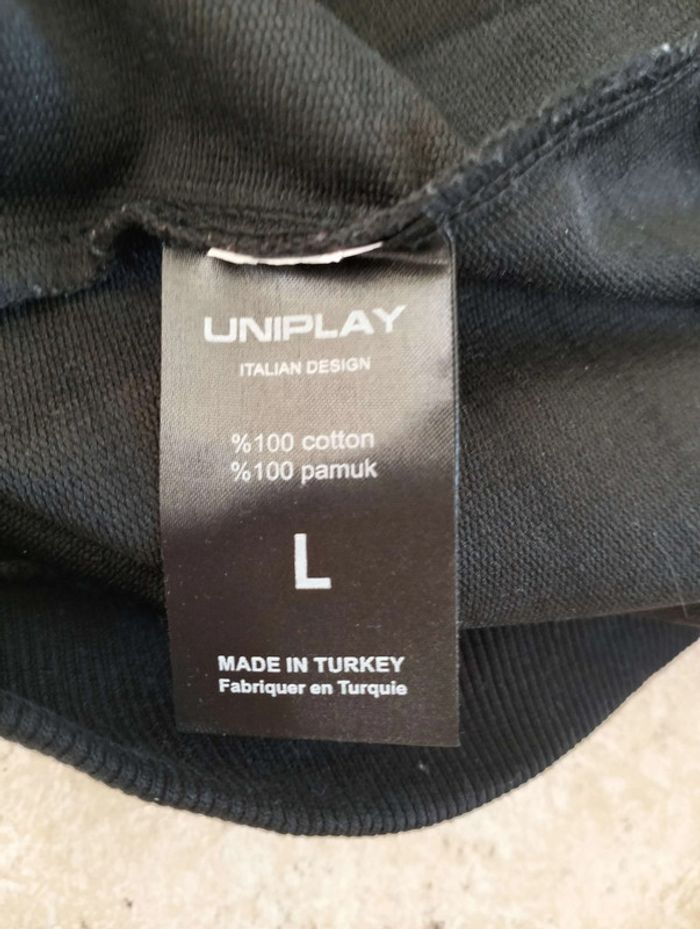 UNIPLAY
ITALIAN DESIGN
%100 cotton
%100 pamuk
L
MADE IN TURKEY
Fabriquer en Turquie